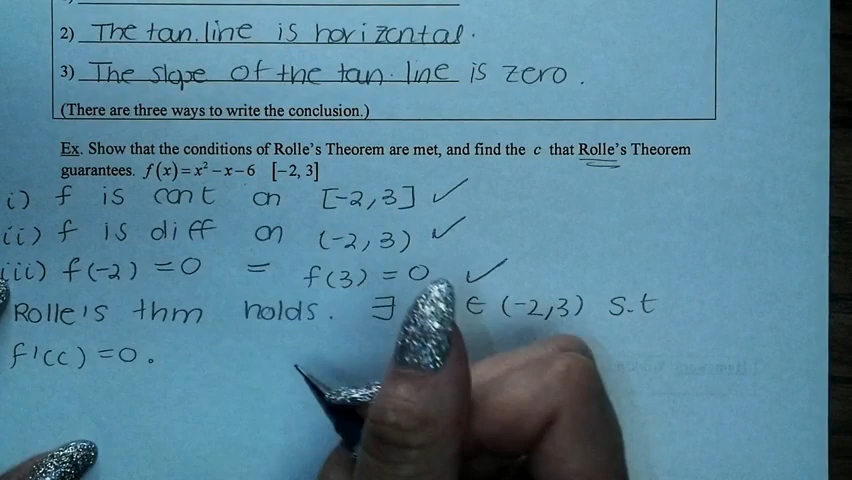 2) The tan. line is horizontal.
3) The slope of the tan. line is zero.
(There are three ways to write the conclusion.)
Ex. Show that the conditions of Rolle's Theorem are met, and find the c that Rolle's Theorem
guarantees. f(x)=x²−x−6 [−2, 3]
i) f is cont on [-2,3] ✓
ii) f is diff on (-2,3) ✓
iii) f(-2) = 0 = f(3) = 0 ✓
Rolle's thm holds. ∃ ∈ (-2,3) s.t
f'(c) = 0.